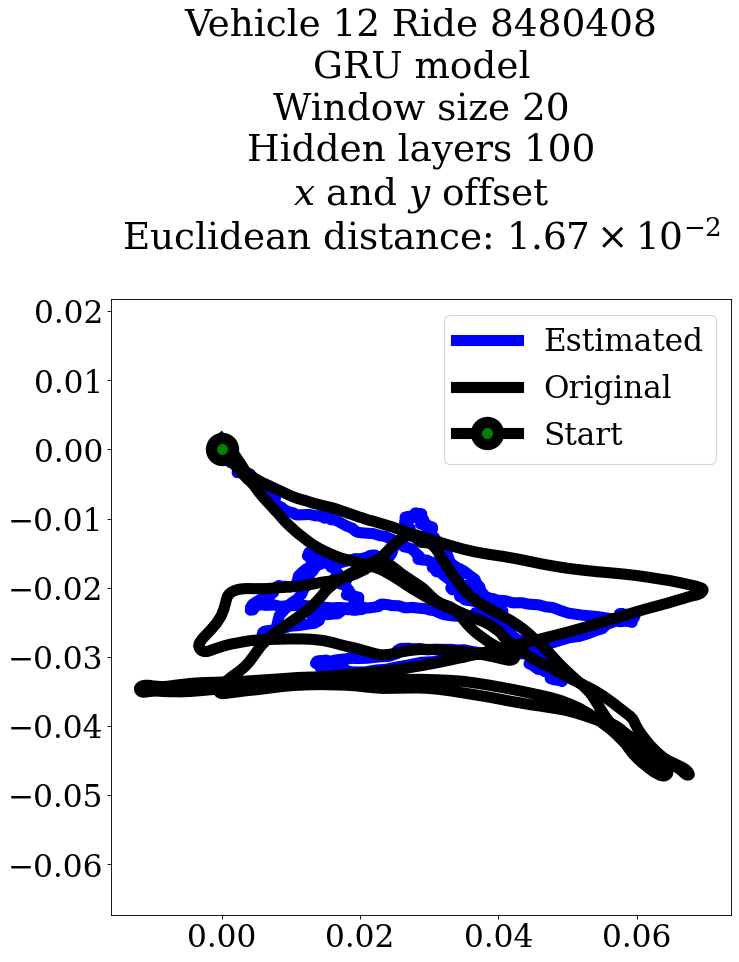 Vehicle 12 Ride 8480408
GRU model
Window size 20
Hidden layers 100
x and y offset
Euclidean distance: 1.67 × 10⁻²
Estimated
Original
Start
0.02
0.01
0.00
−0.01
−0.02
−0.03
−0.04
−0.05
−0.06
0.00 0.02 0.04 0.06